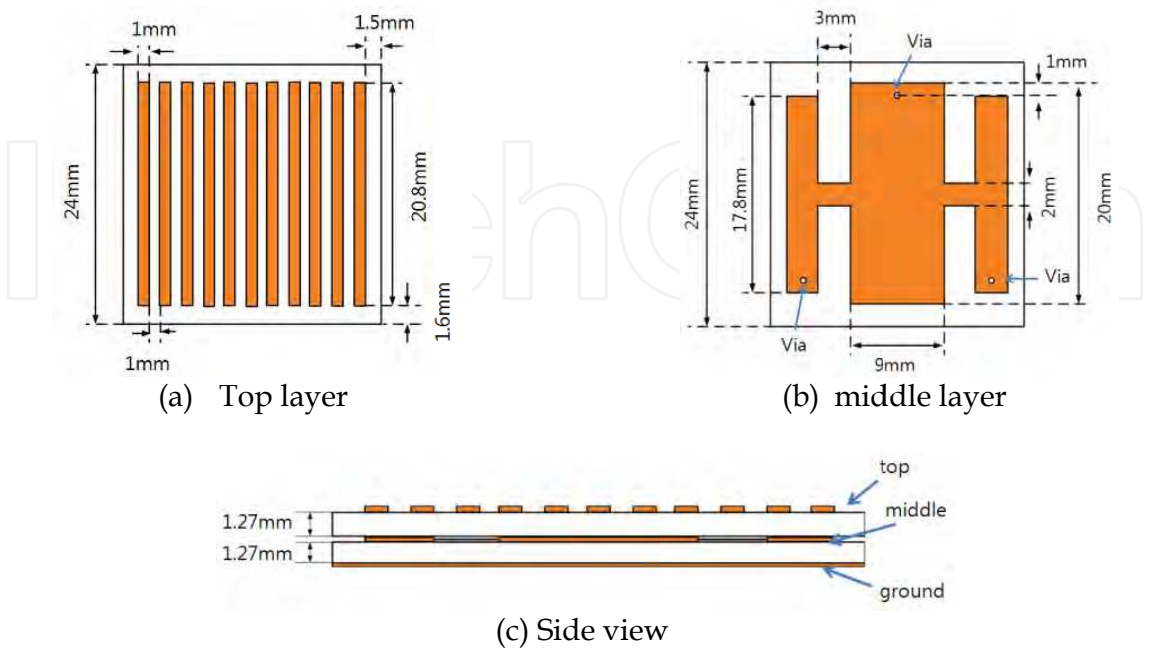 1mm
1.5mm
24mm
20.8mm
1.6mm
1mm
(a) Top layer
3mm
Via
1mm
24mm
17.8mm
2mm
20mm
Via
Via
9mm
(b) middle layer
top
1.27mm
middle
1.27mm
ground
(c) Side view